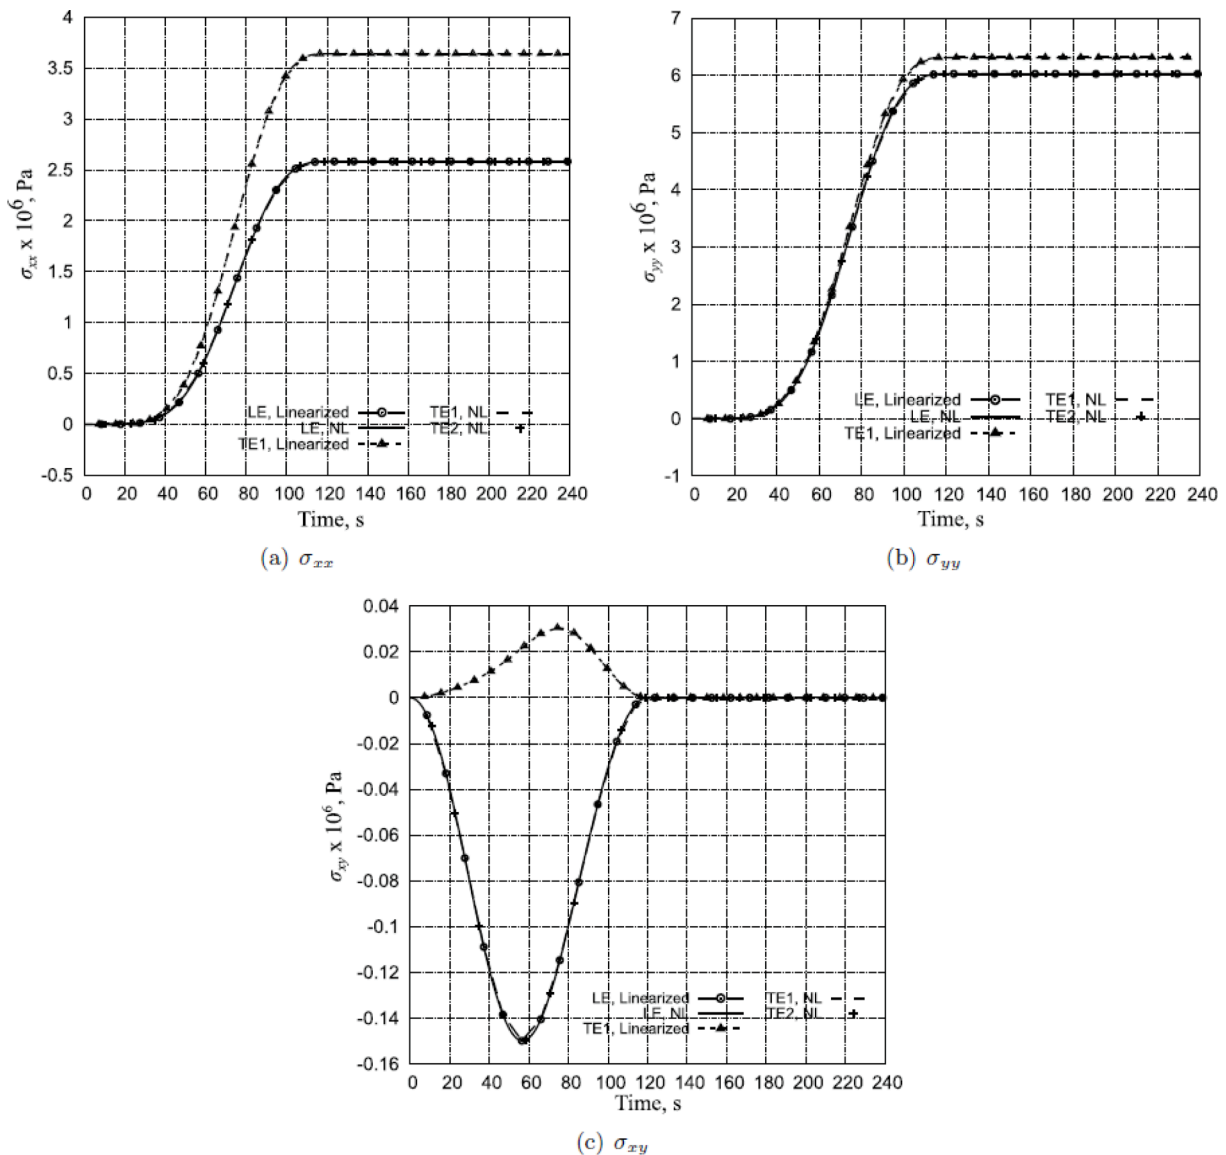 4
3.5
3
2.5
2
1.5
1
0.5
0
-0.5
σxx x 10^6, Pa
LE, Linearized
LE, NL
TE1, Linearized
TE1, NL
TE2, NL
0 20 40 60 80 100 120 140 160 180 200 220 240
Time, s
(a) σxx
7
6
5
4
3
2
1
0
-1
σyy x 10^6, Pa
LE, Linearized
LE, NL
TE1, Linearized
TE1, NL
TE2, NL
0 20 40 60 80 100 120 140 160 180 200 220 240
Time, s
(b) σyy
0.04
0.02
0
-0.02
-0.04
-0.06
-0.08
-0.1
-0.12
-0.14
-0.16
σxy x 10^6, Pa
LE, Linearized
LE, NL
TE1, Linearized
TE1, NL
TE2, NL
0 20 40 60 80 100 120 140 160 180 200 220 240
Time, s
(c) σxy